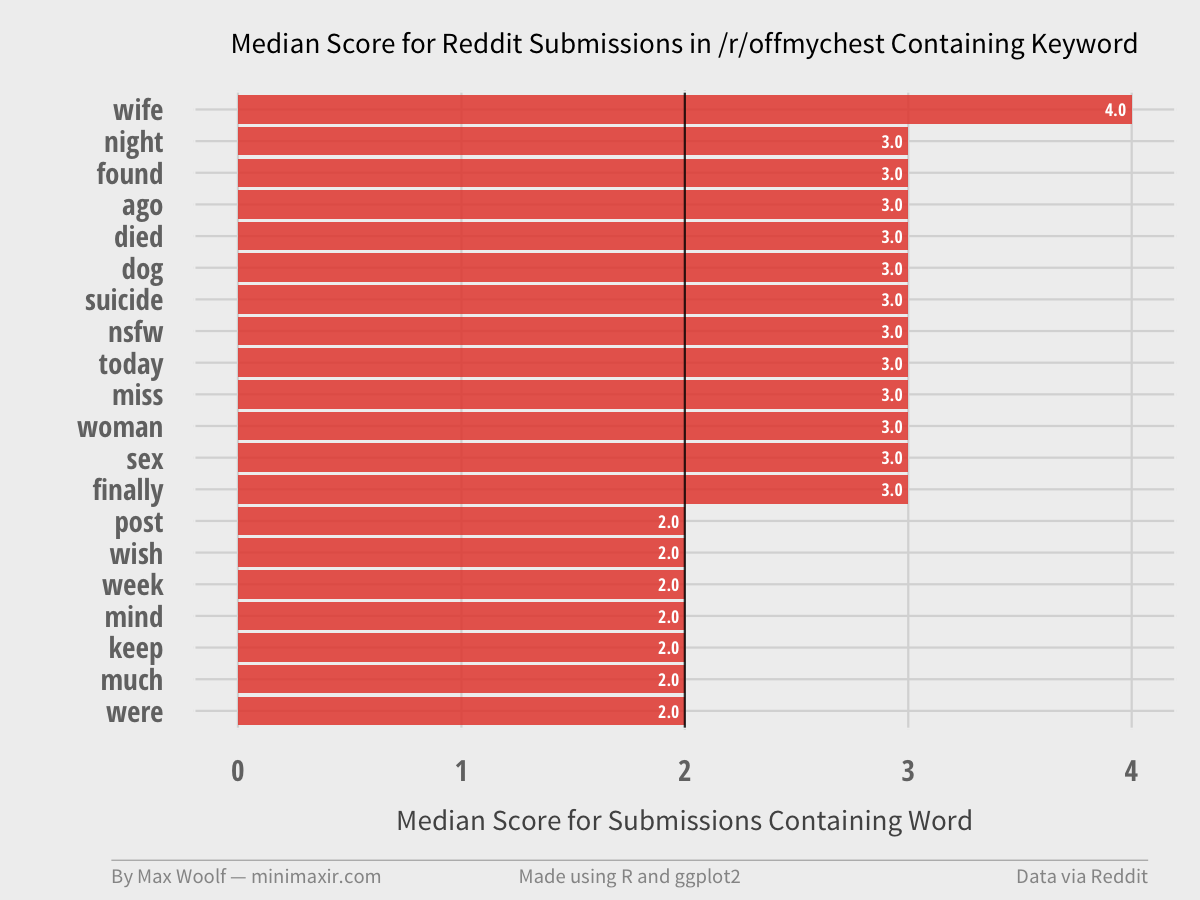 Median Score for Reddit Submissions in /r/offmychest Containing Keyword
wife 4.0
night 3.0
found 3.0
ago 3.0
died 3.0
dog 3.0
suicide 3.0
nsfw 3.0
today 3.0
miss 3.0
woman 3.0
sex 3.0
finally 3.0
post 2.0
wish 2.0
week 2.0
mind 2.0
keep 2.0
much 2.0
were 2.0
0 1 2 3 4
Median Score for Submissions Containing Word
By Max Woolf — minimaxir.com Made using R and ggplot2 Data via Reddit